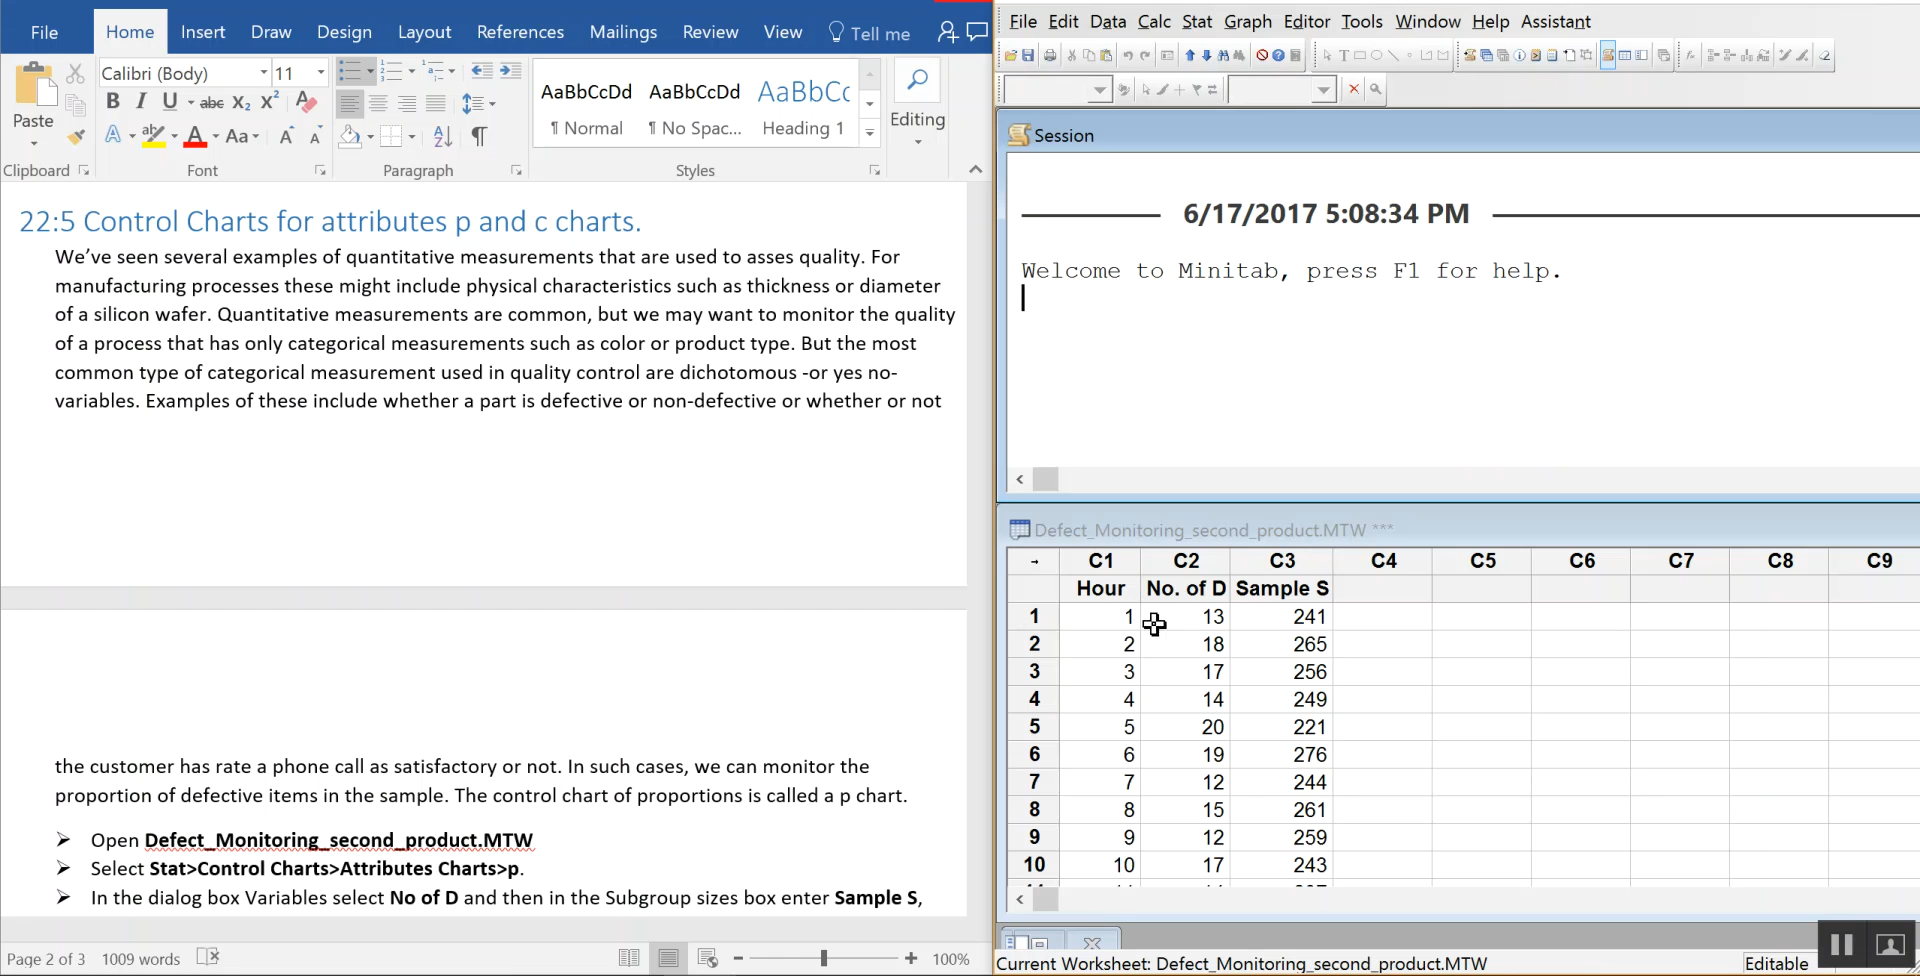 File Home Insert Draw Design Layout References Mailings Review View Tell me
Calibri (Body) 11
Paste
B I U abc X₂ X²
A A Aa A A
AaBbCcDd AaBbCcDd AaBbCc
¶ Normal ¶ No Spac... Heading 1
Editing
Clipboard Font Paragraph Styles
22:5 Control Charts for attributes p and c charts.
We’ve seen several examples of quantitative measurements that are used to asses quality. For
manufacturing processes these might include physical characteristics such as thickness or diameter
of a silicon wafer. Quantitative measurements are common, but we may want to monitor the quality
of a process that has only categorical measurements such as color or product type. But the most
common type of categorical measurement used in quality control are dichotomous -or yes no-
variables. Examples of these include whether a part is defective or non-defective or whether or not
the customer has rate a phone call as satisfactory or not. In such cases, we can monitor the
proportion of defective items in the sample. The control chart of proportions is called a p chart.
➢ Open Defect_Monitoring_second_product.MTW
➢ Select Stat>Control Charts>Attributes Charts>p.
➢ In the dialog box Variables select No of D and then in the Subgroup sizes box enter Sample S,
Page 2 of 3 1009 words 100%
File Edit Data Calc Stat Graph Editor Tools Window Help Assistant
Session
6/17/2017 5:08:34 PM
Welcome to Minitab, press F1 for help.
Defect_Monitoring_second_product.MTW ***
C1 C2 C3 C4 C5 C6 C7 C8 C9
Hour No. of D Sample S
1 1 13 241
2 2 18 265
3 3 17 256
4 4 14 249
5 5 20 221
6 6 19 276
7 7 12 244
8 8 15 261
9 9 12 259
10 10 17 243
Current Worksheet: Defect_Monitoring_second_product.MTW Editable